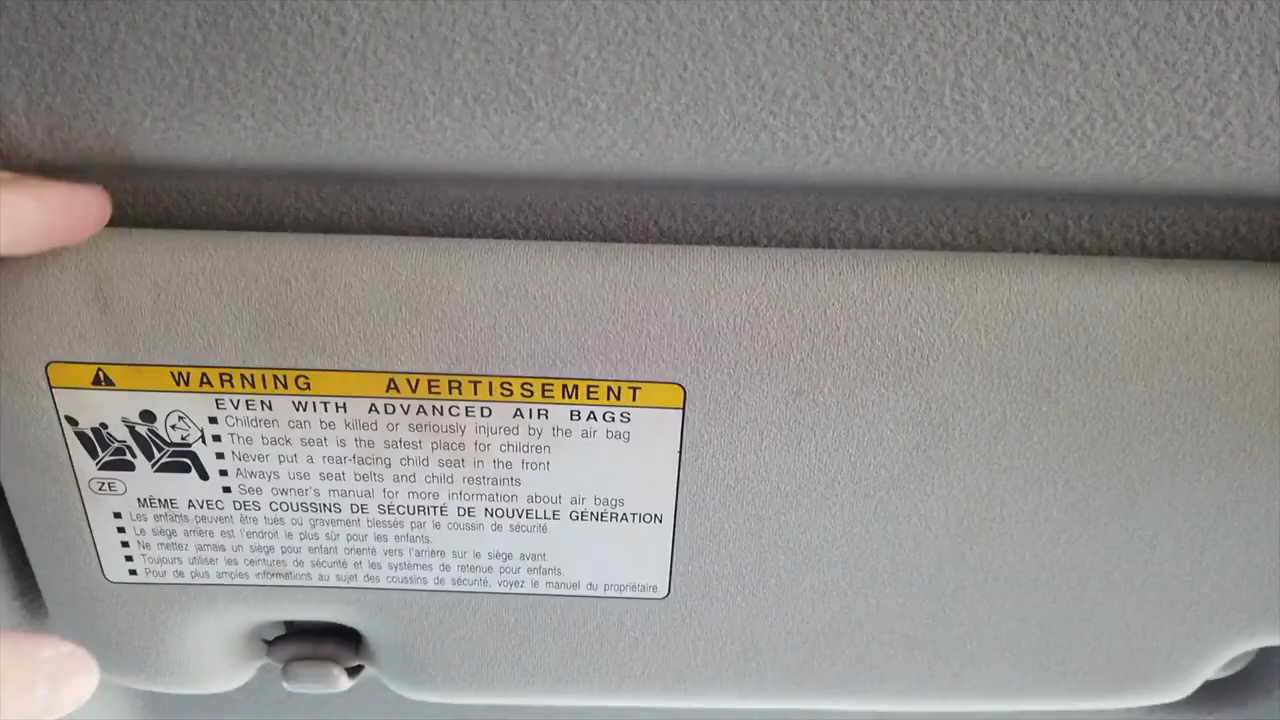 WARNING AVERTISSEMENT
EVEN WITH ADVANCED AIR BAGS
■ Children can be killed or seriously injured by the air bag
■ The back seat is the safest place for children
■ Never put a rear-facing child seat in the front
■ Always use seat belts and child restraints
■ See owner's manual for more information about air bags
ZE
MÊME AVEC DES COUSSINS DE SÉCURITÉ DE NOUVELLE GÉNÉRATION
■ Les enfants peuvent être tués ou gravement blessés par le coussin de sécurité.
■ Le siège arrière est l'endroit le plus sûr pour les enfants.
■ Ne mettez jamais un siège pour enfant orienté vers l'arrière sur le siège avant.
■ Toujours utiliser les ceintures de sécurité et les systèmes de retenue pour enfants.
■ Pour de plus amples informations au sujet des coussins de sécurité, voyez le manuel du propriétaire.